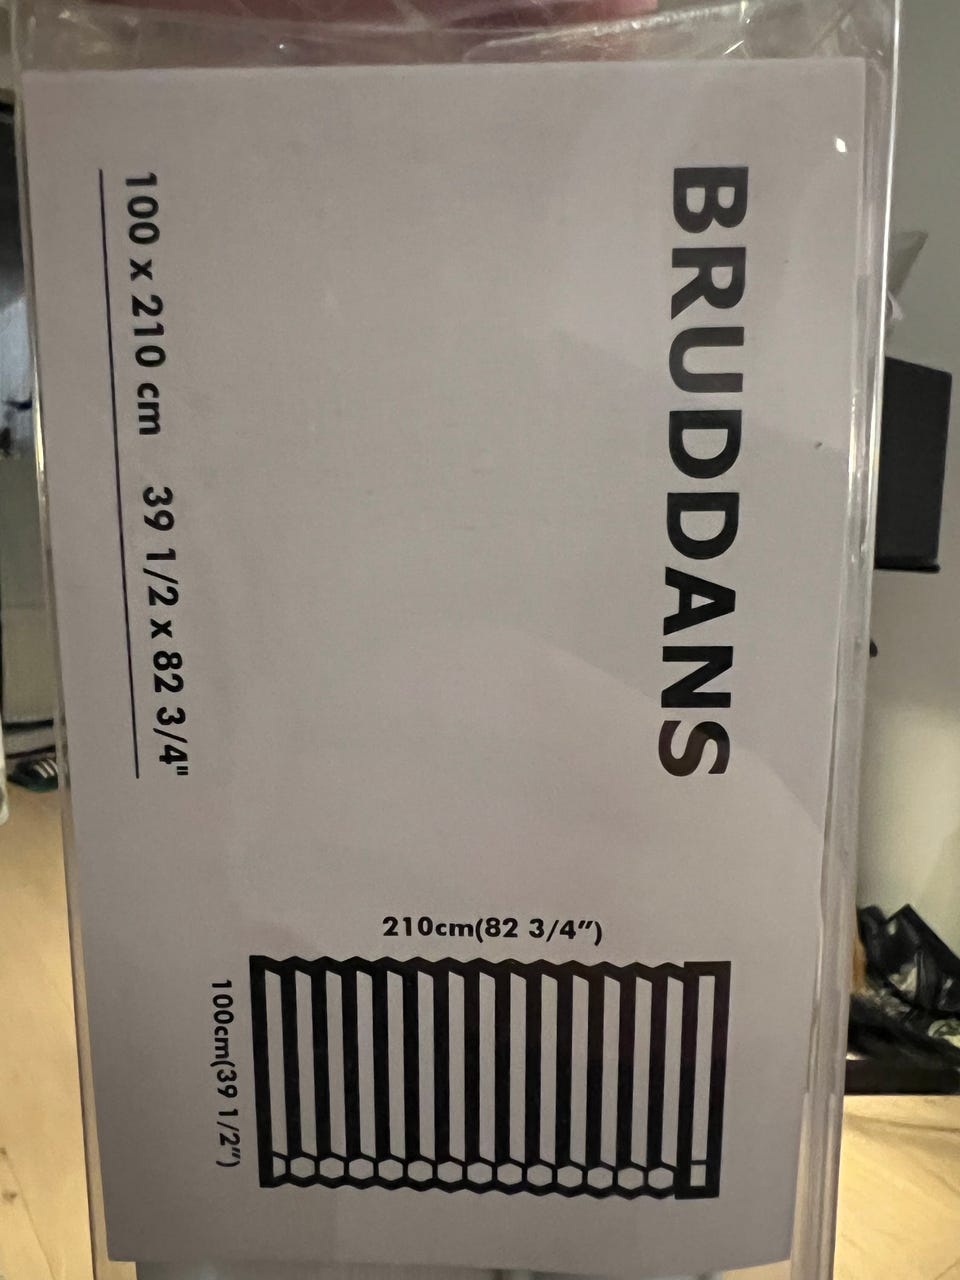 BRUDDANS
100 x 210 cm 39 1/2 x 82 3/4"
210cm(82 3/4″)
100cm(39 1/2″)